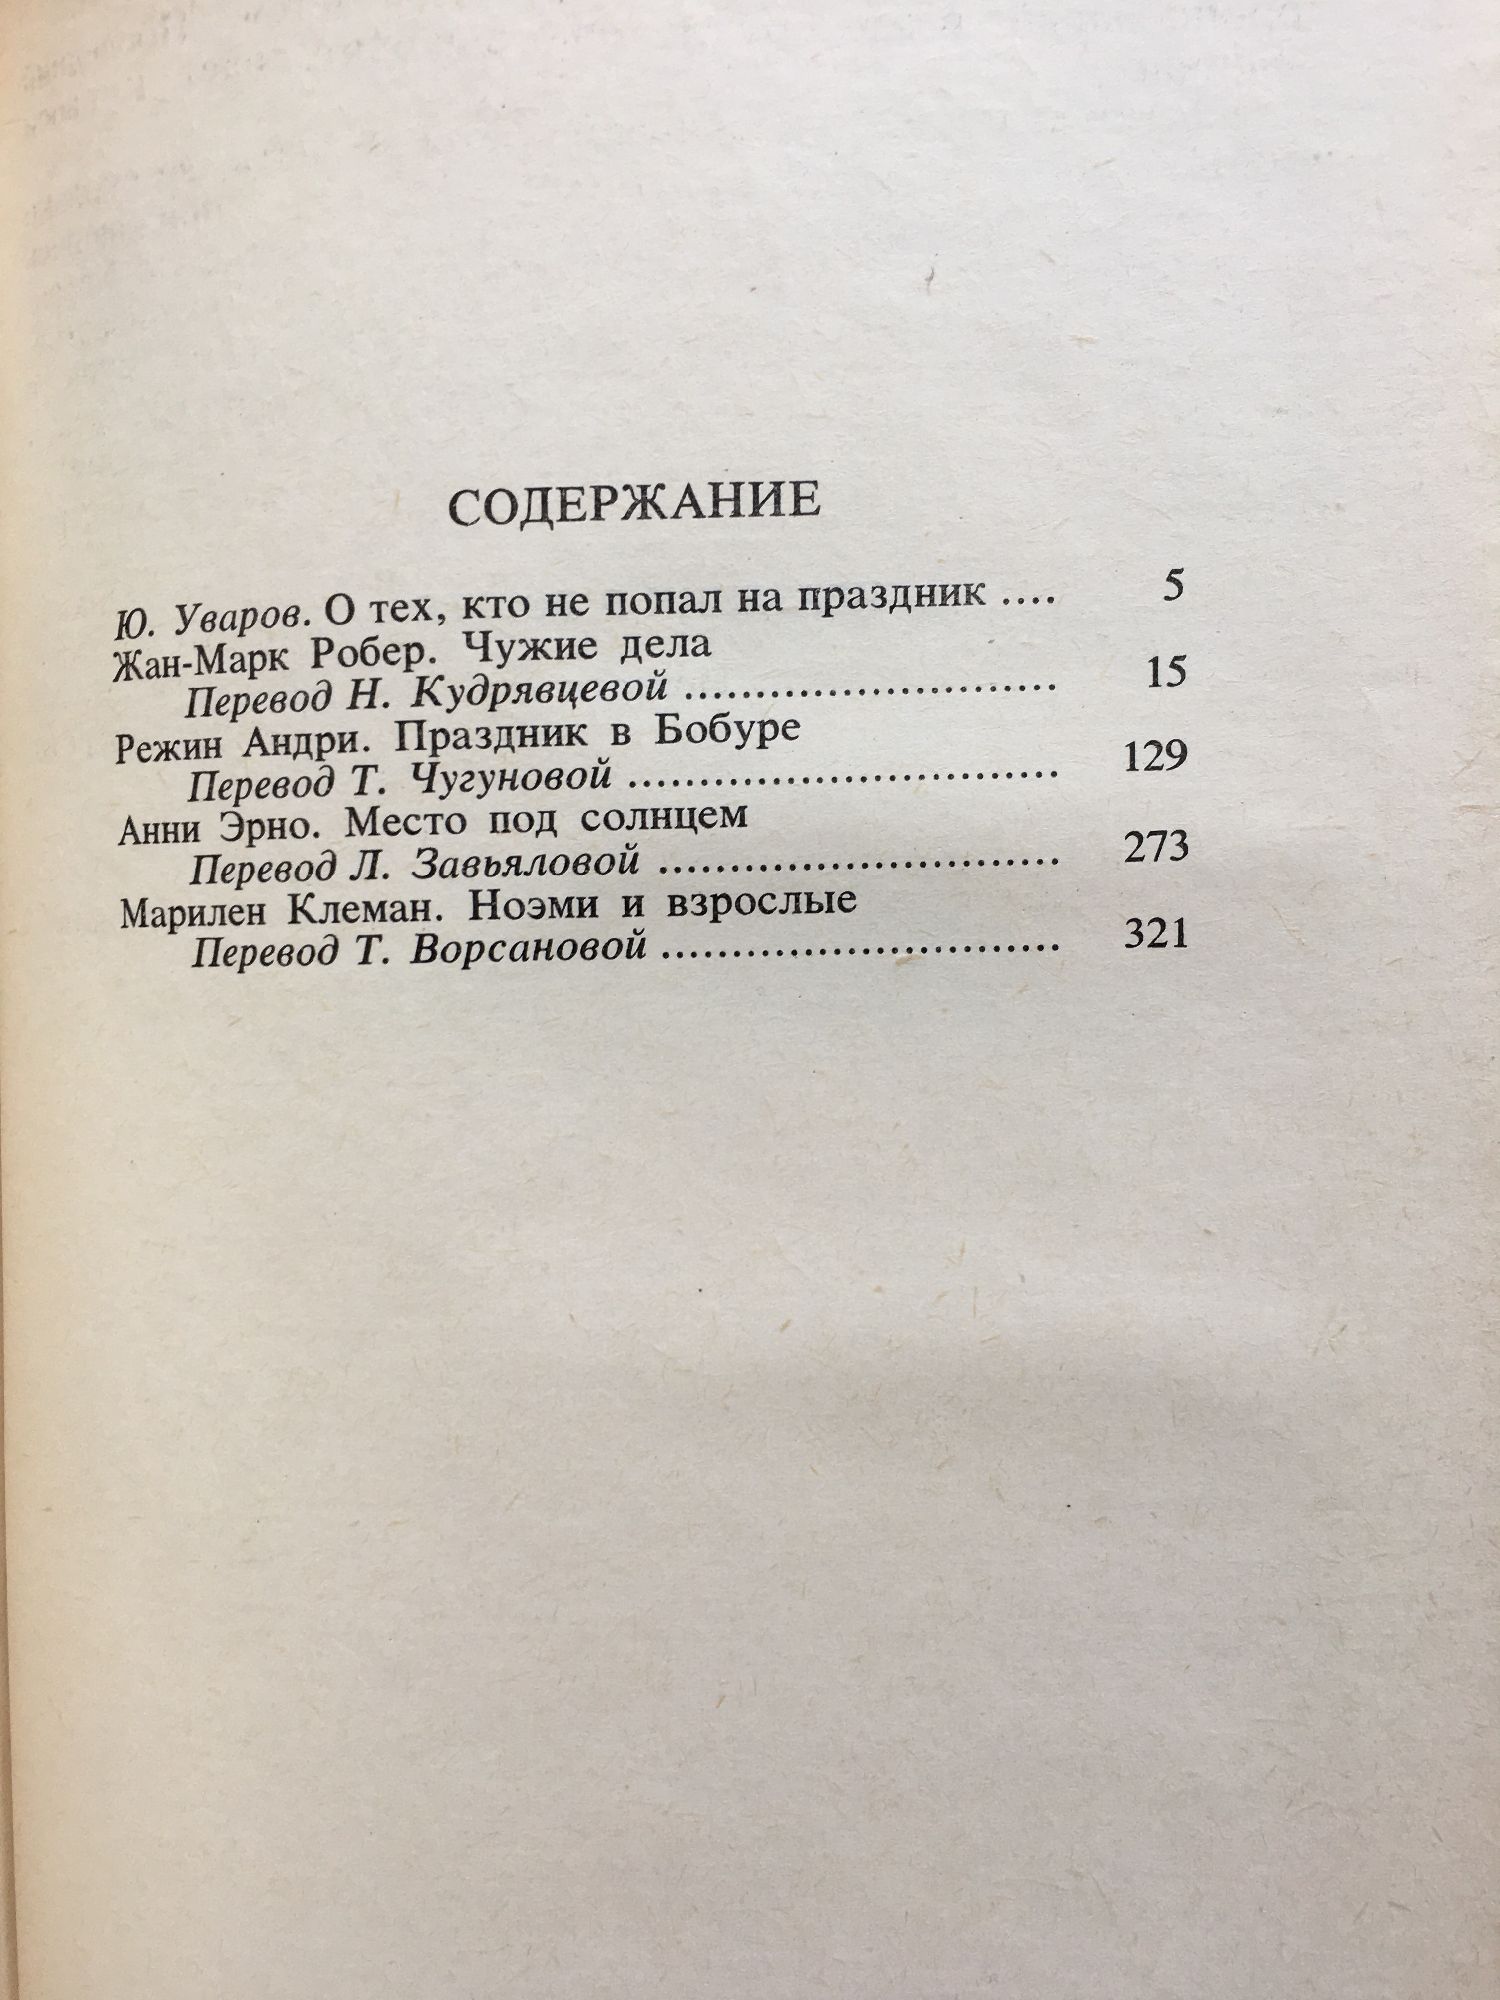 СОДЕРЖАНИЕ
Ю. Уваров. О тех, кто не попал на праздник .... 5
Жан-Марк Робер. Чужие дела
Перевод Н. Кудрявцевой .......................... 15
Режин Андри. Праздник в Бобуре
Перевод Т. Чугуновой .............................. 129
Анни Эрно. Место под солнцем
Перевод Л. Завьяловой ............................ 273
Марилен Клеман. Ноэми и взрослые
Перевод Т. Ворсановой ............................ 321